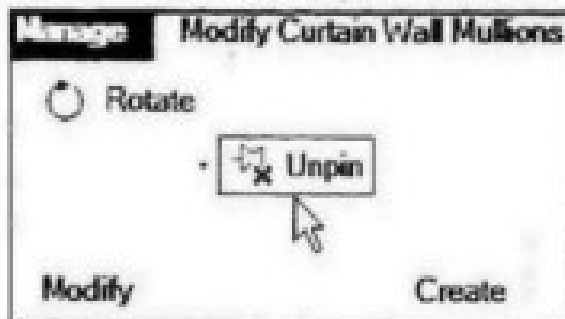 Manage Modify Curtain Wall Mullions
Rotate
Unpin
Modify Create